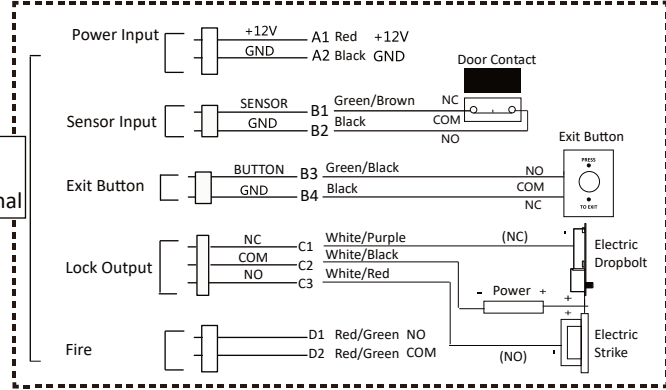 Power Input +12V A1 Red +12V
GND A2 Black GND
Door Contact
Sensor Input SENSOR B1 Green/Brown NC
GND B2 Black COM
NO
Exit Button
PRESS
TO EXIT
Exit Button BUTTON B3 Green/Black NO
GND B4 Black COM
NC
nal
Lock Output NC C1 White/Purple (NC)
COM C2 White/Black
NO C3 White/Red
Electric
Dropbolt
- Power +
+
+
Electric
Strike
(NO)
Fire D1 Red/Green NO
D2 Red/Green COM